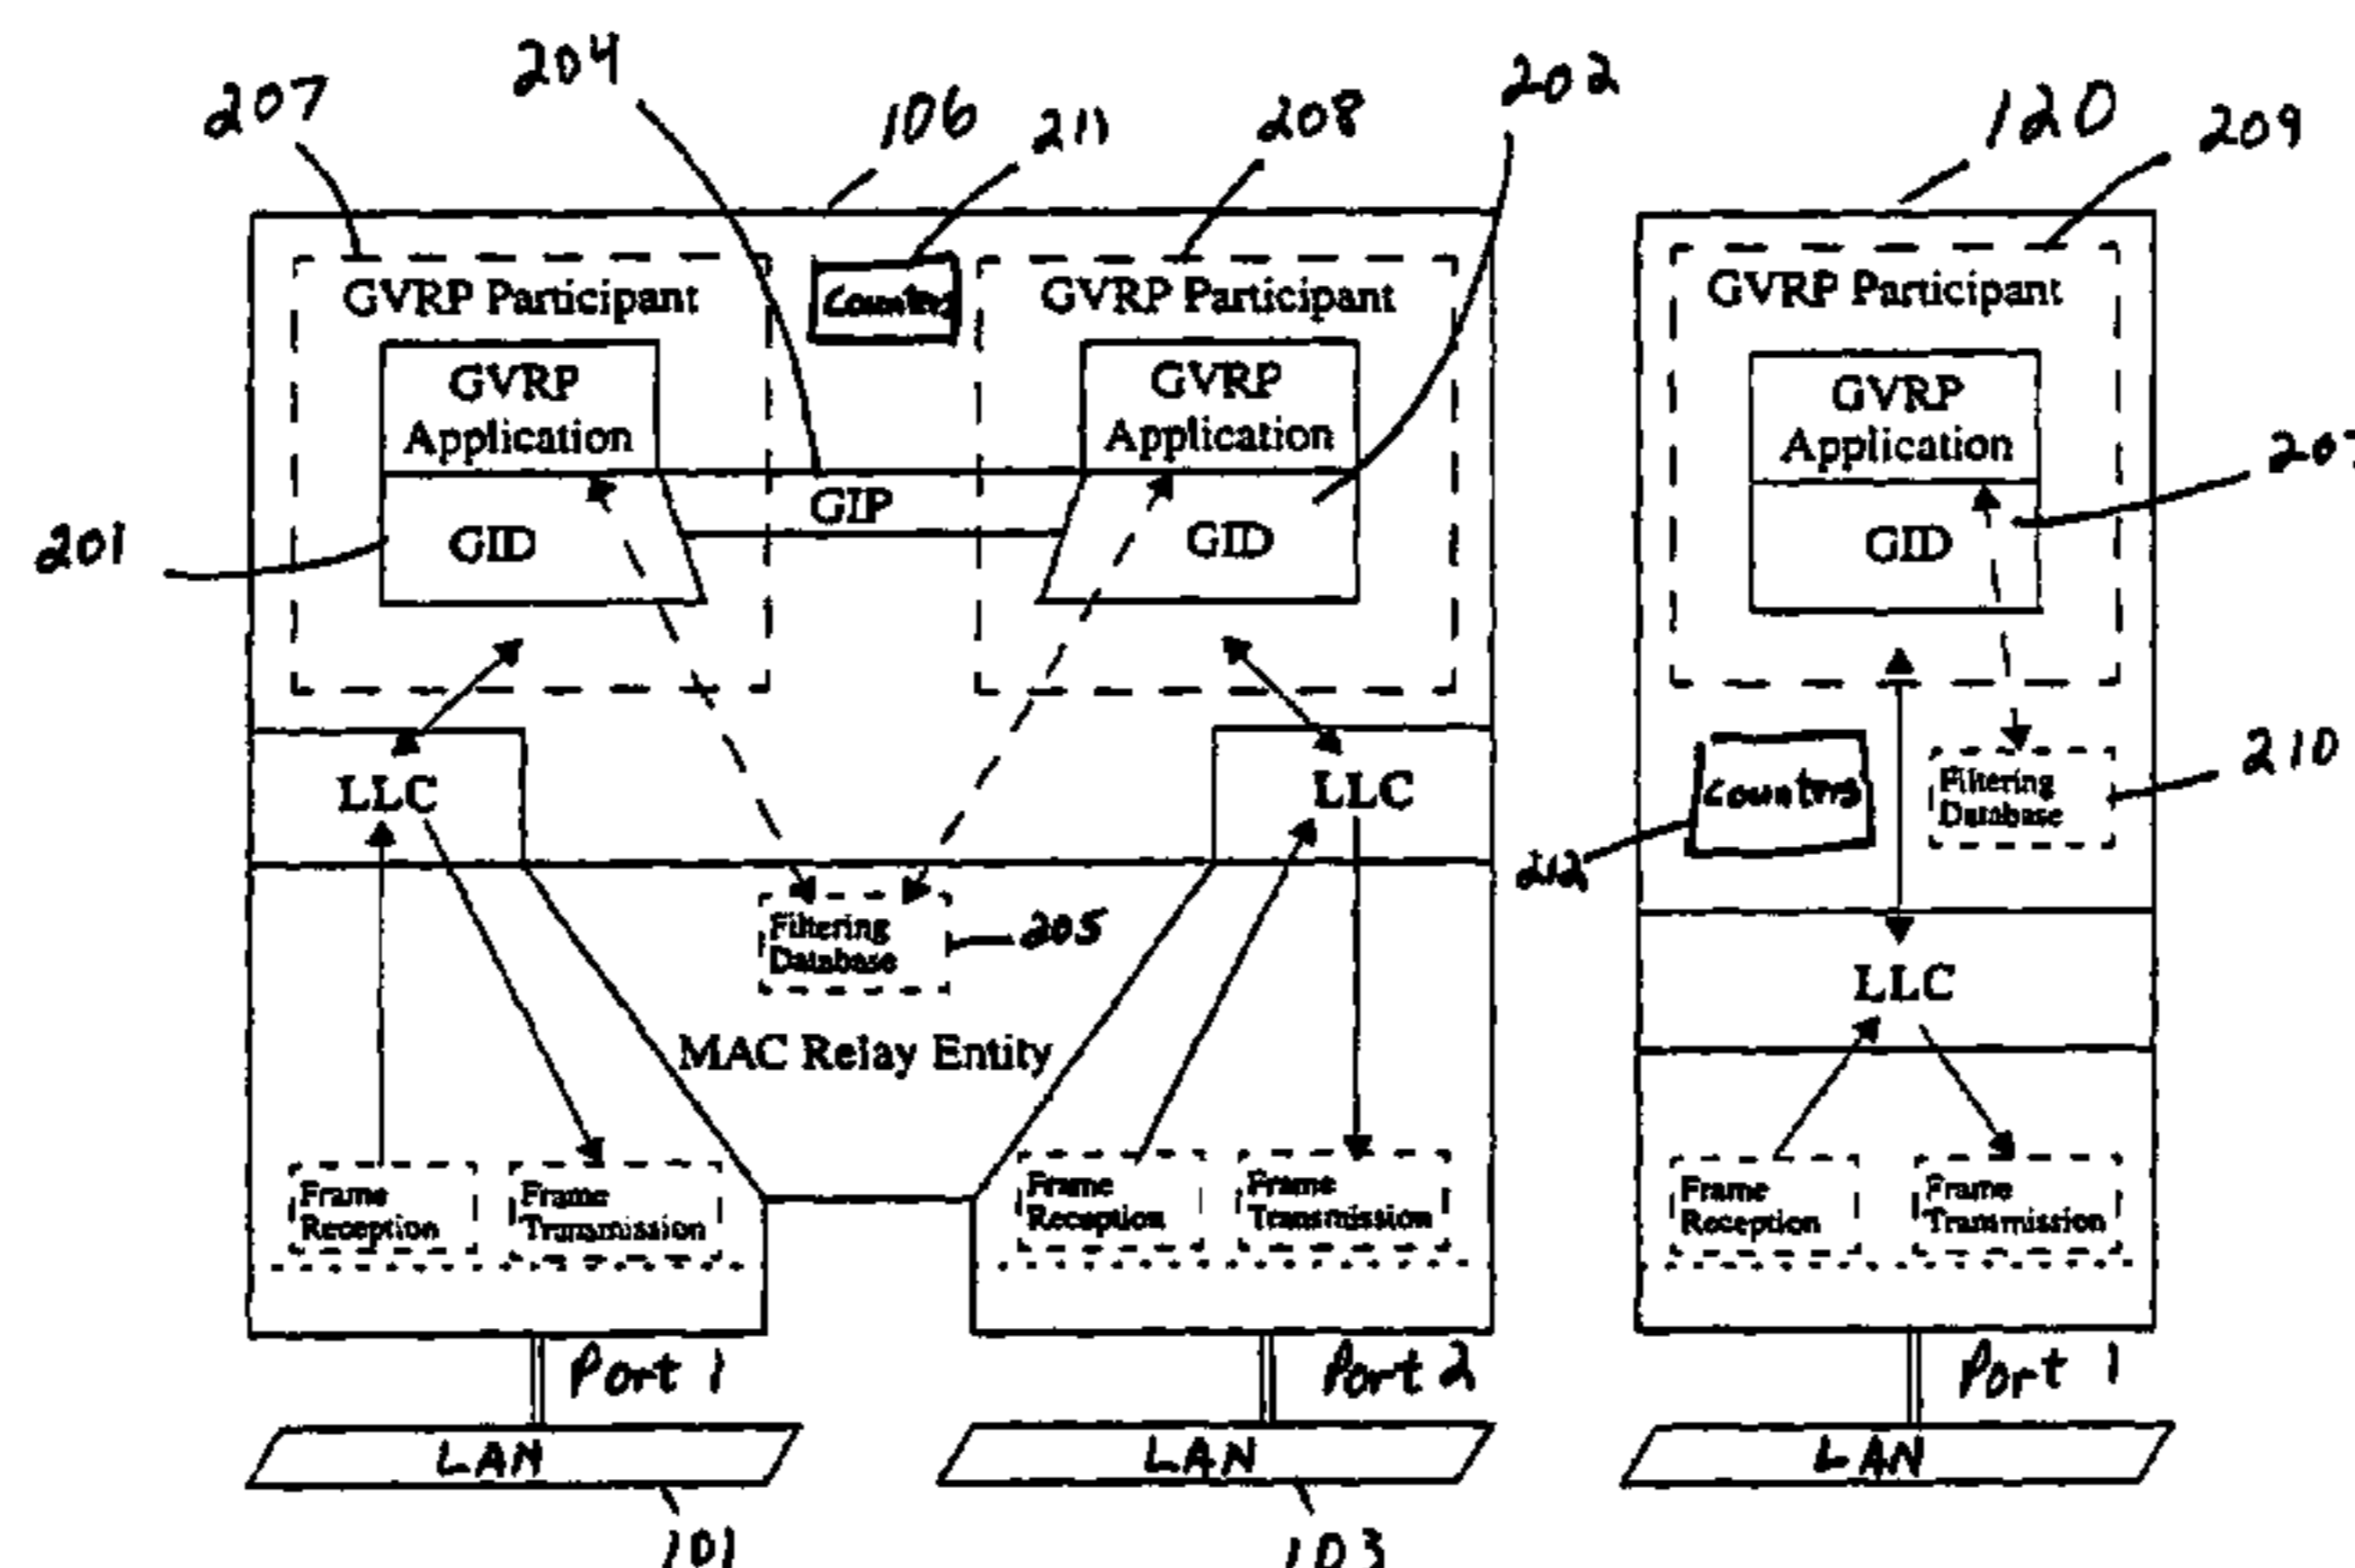 204
202
207
106
211
208
120
209
GVRP Participant
Counters
GVRP Participant
GVRP Participant
GVRP
Application
GVRP
Application
GVRP
Application
GIP
201
GID
GID
GID
210
LLC
LLC
Counters
Filtering
Database
212
Filtering
Database
205
LLC
MAC Relay Entity
Frame
Reception
Frame
Transmission
Frame
Reception
Frame
Transmission
Frame
Reception
Frame
Transmission
Port 1
Port 2
Port 1
LAN
LAN
LAN
101
103